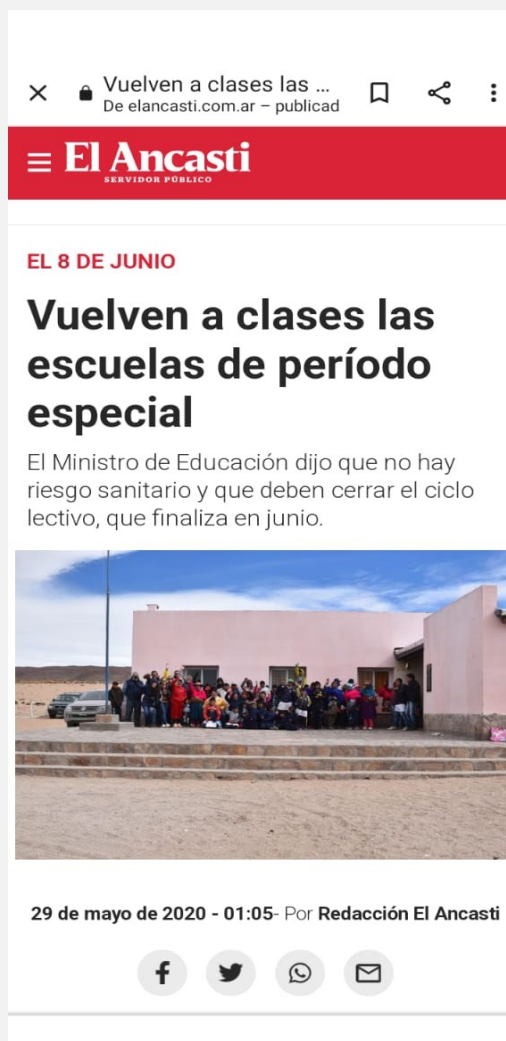 Vuelven a clases las ...
De elancasti.com.ar – publicad
El Ancasti
SERVIDOR PÚBLICO
EL 8 DE JUNIO
Vuelven a clases las
escuelas de período
especial
El Ministro de Educación dijo que no hay
riesgo sanitario y que deben cerrar el ciclo
lectivo, que finaliza en junio.
29 de mayo de 2020 - 01:05- Por Redacción El Ancasti